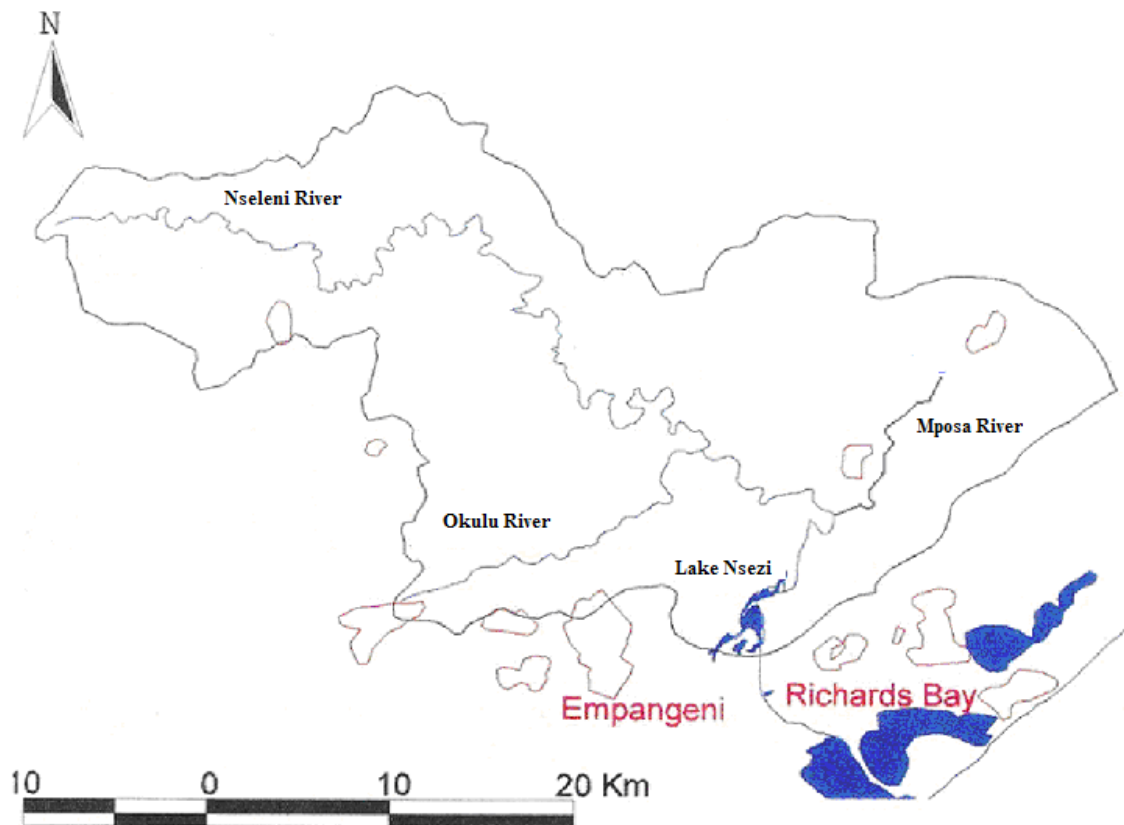 N
Nseleni River
Mposa River
Okulu River
Lake Nsezi
Richards Bay
Empangeni
10 0 10 20 Km